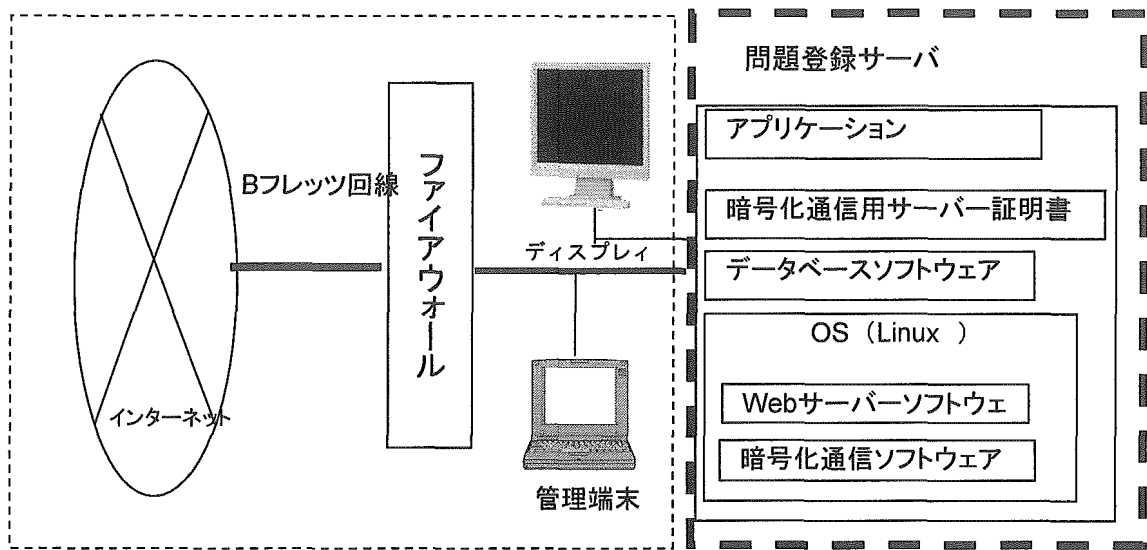 問題登録サーバ
アプリケーション
暗号化通信用サーバー証明書
データベースソフトウェア
OS （Linux ）
Webサーバーソフトウェ
暗号化通信ソフトウェア
Bフレッツ回線
ファイアウォール
ディスプレィ
インターネット
管理端末